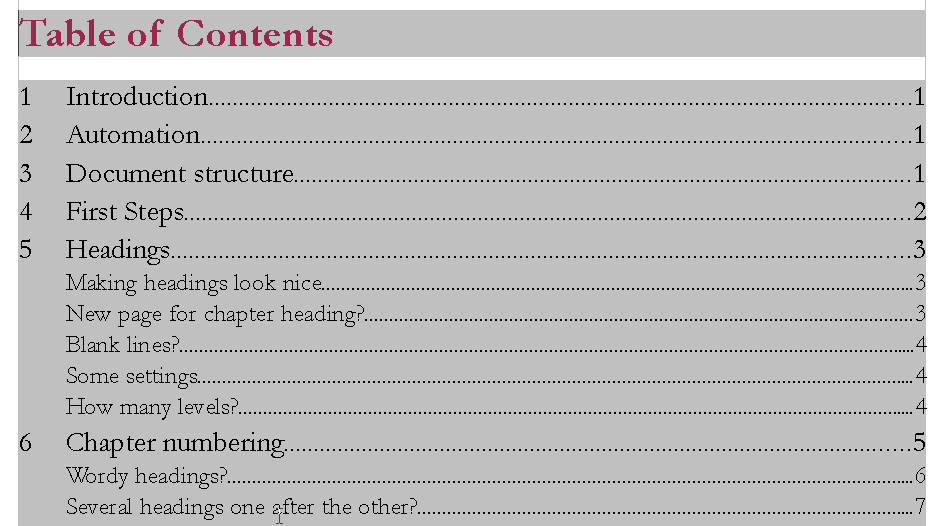 Table of Contents
1 Introduction.....1
2 Automation.....1
3 Document structure.....1
4 First Steps.....2
5 Headings.....3
Making headings look nice.....3
New page for chapter heading?.....3
Blank lines?.....4
Some settings.....4
How many levels?.....4
6 Chapter numbering.....5
Wordy headings?.....6
Several headings one after the other?.....7